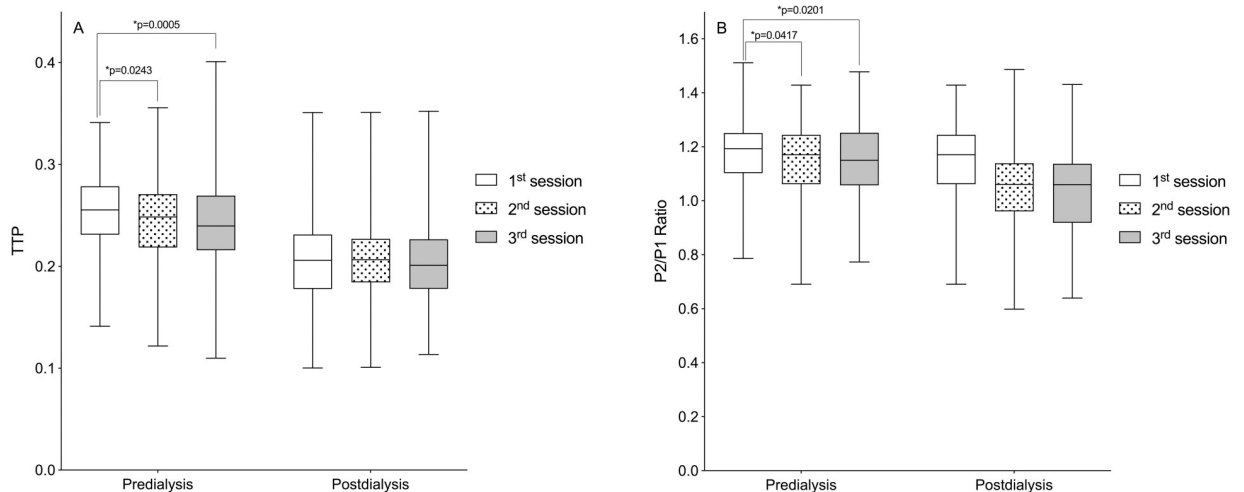 A
*p=0.0005
*p=0.0243
0.4
0.3
0.2
0.1
0.0
TTP
Predialysis
Postdialysis
1st session
2nd session
3rd session
B
*p=0.0201
*p=0.0417
1.6
1.4
1.2
1.0
0.8
0.6
0.4
0.2
0.0
P2/P1 Ratio
Predialysis
Postdialysis
1st session
2nd session
3rd session